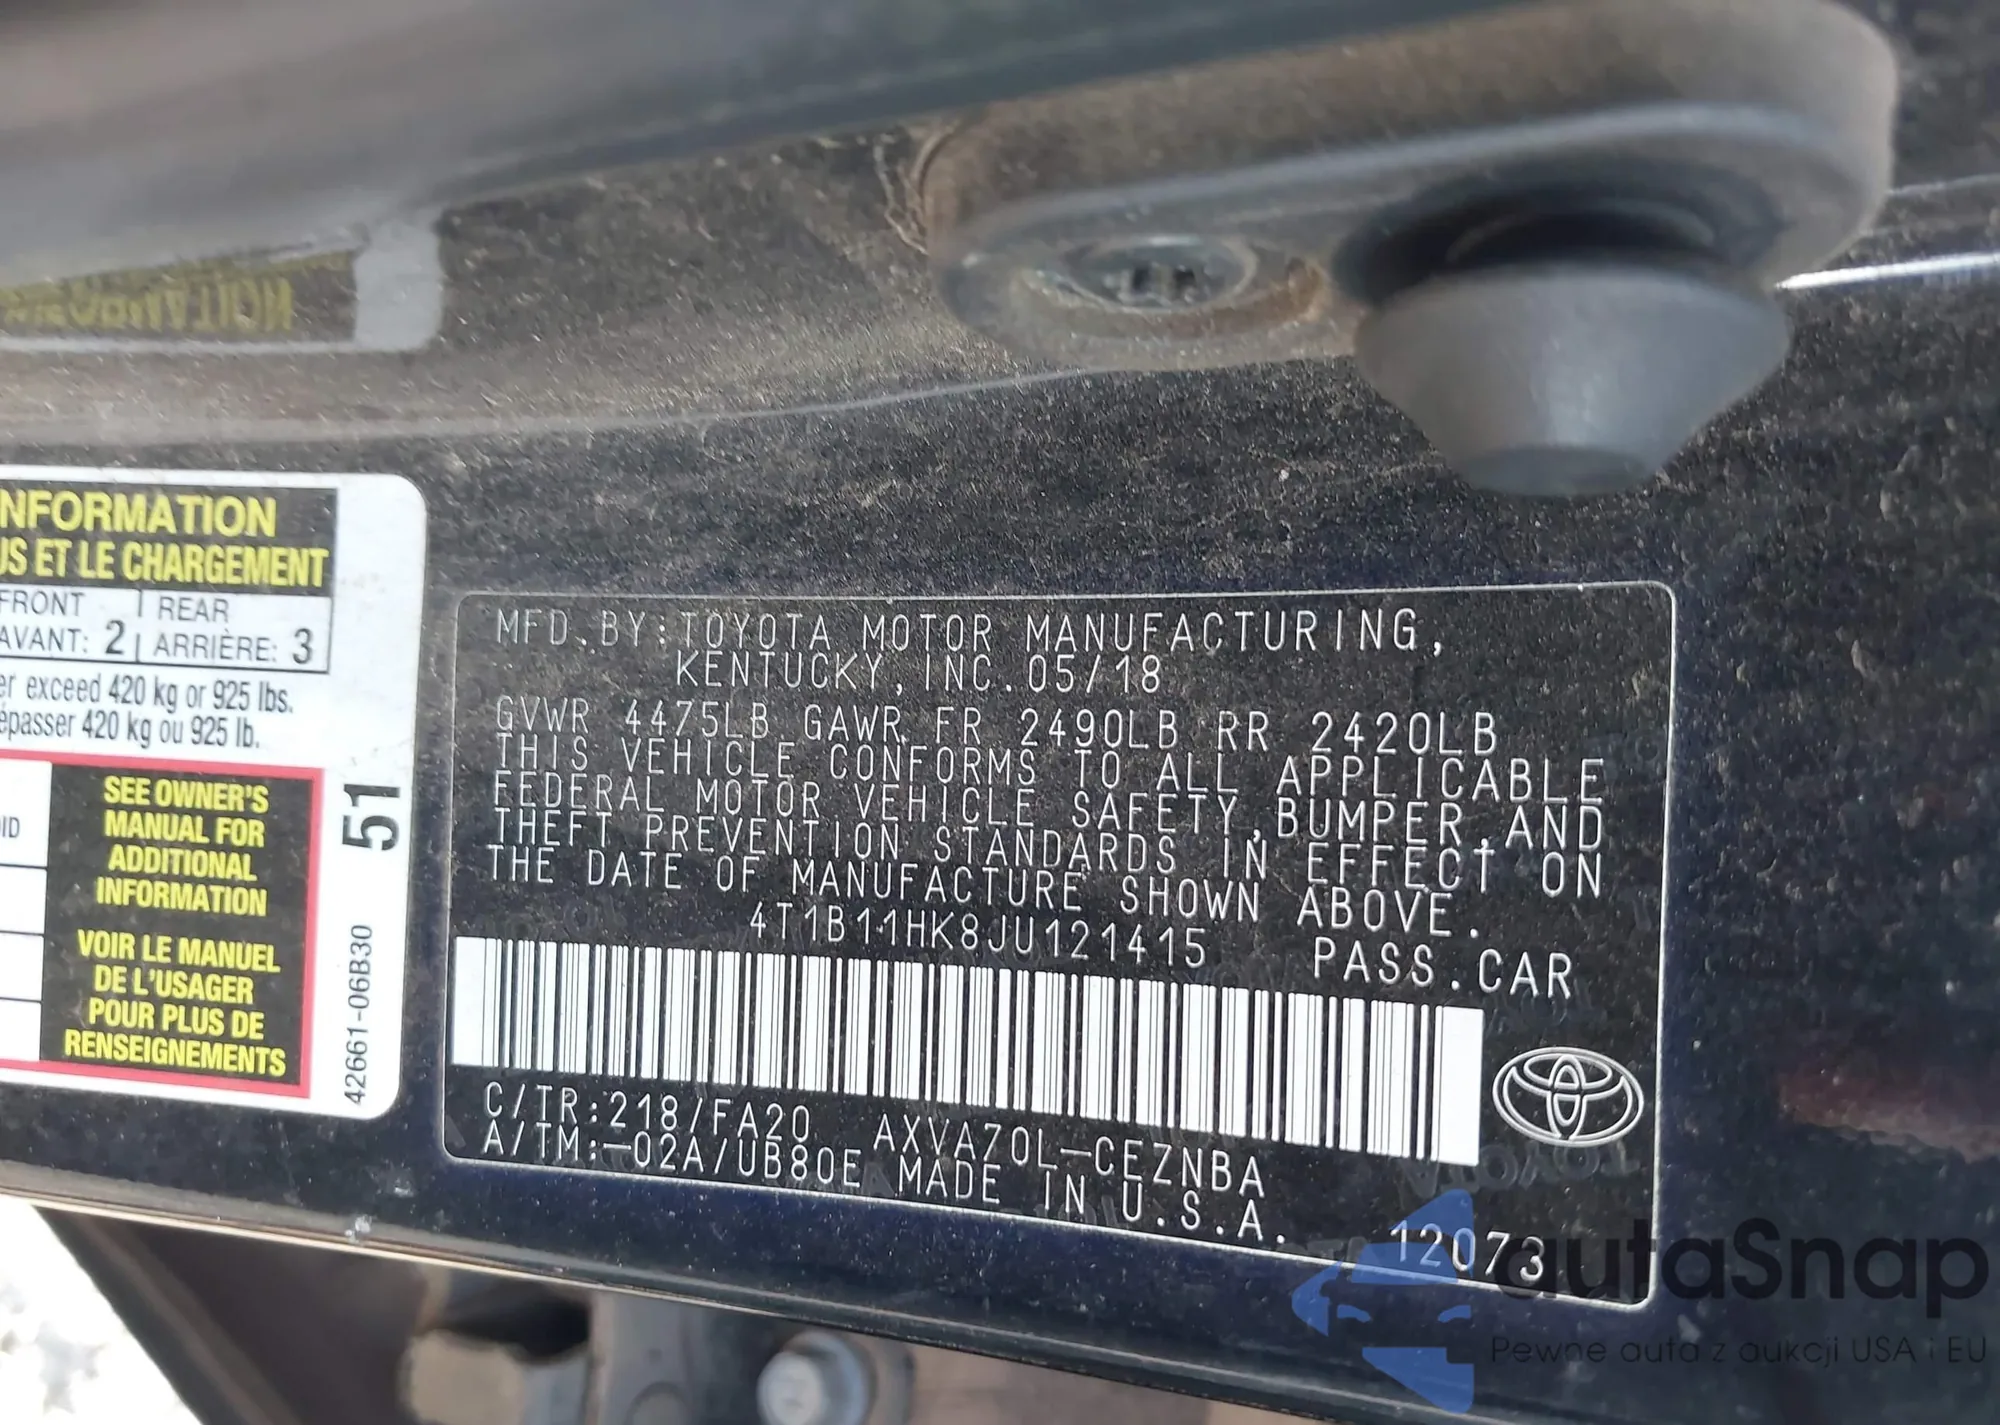 NFORMATION
US ET LE CHARGEMENT
FRONT REAR
AVANT: 2 ARRIÈRE: 3
er exceed 420 kg or 925 lbs.
épasser 420 kg ou 925 lb.
SEE OWNER'S
MANUAL FOR
ADDITIONAL
INFORMATION
VOIR LE MANUEL
DE L'USAGER
POUR PLUS DE
RENSEIGNEMENTS
51
42661-06B30
MFD.BY:TOYOTA MOTOR MANUFACTURING,
KENTUCKY,INC.05/18
GVWR 4475LB GAWR FR 2490LB RR 2420LB
THIS VEHICLE CONFORMS TO ALL APPLICABLE
FEDERAL MOTOR VEHICLE SAFETY,BUMPER,AND
THEFT PREVENTION STANDARDS IN EFFECT ON
THE DATE OF MANUFACTURE SHOWN ABOVE.
4T1B11HK8JU121415 PASS.CAR
C/TR:218/FA20 AXVA70L-CEZNBA
A/TM:-02A/UB80E MADE IN U.S.A.
12073
autaSnap
Pewne auta z aukcji USA i EU